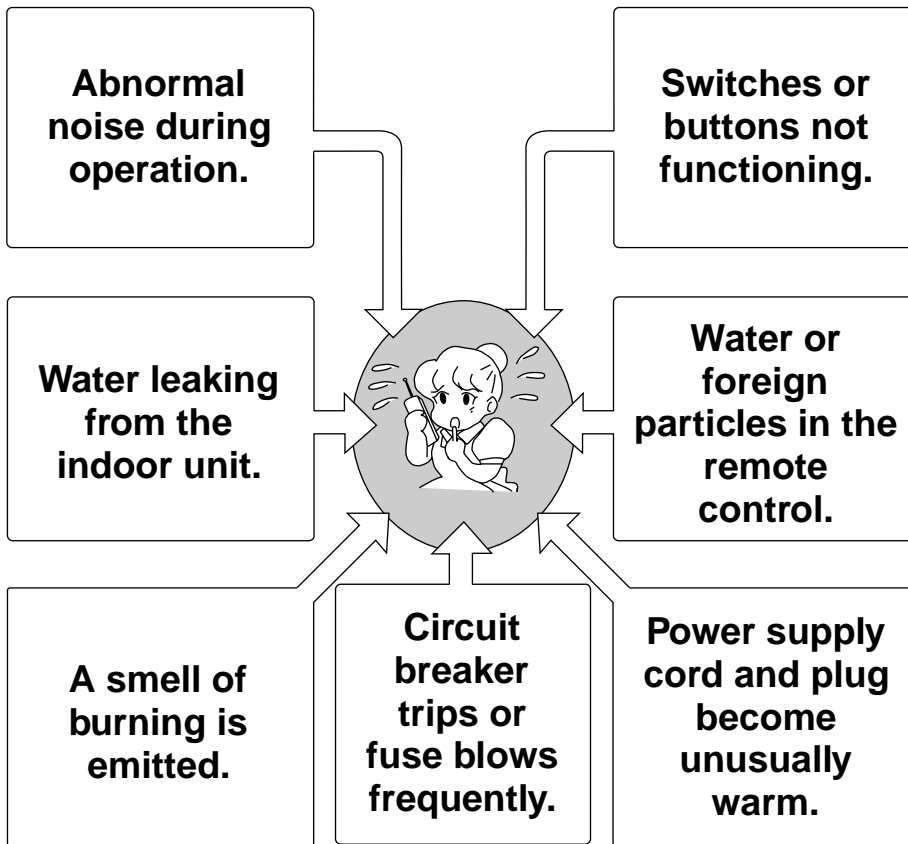 Abnormal
noise during
operation.
Switches or
buttons not
functioning.
Water leaking
from the
indoor unit.
Water or
foreign
particles in the
remote
control.
A smell of
burning is
emitted.
Circuit
breaker
trips or
fuse blows
frequently.
Power supply
cord and plug
become
unusually
warm.